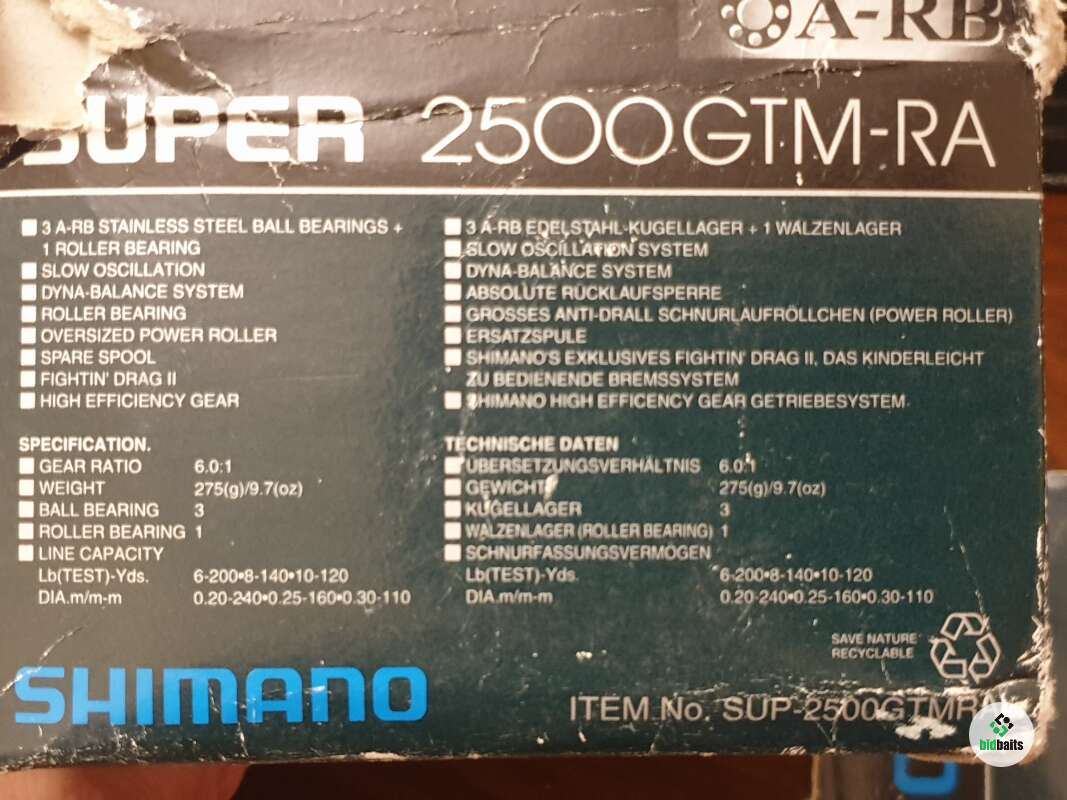 A-RB
SUPER 2500GTM-RA
3 A-RB STAINLESS STEEL BALL BEARINGS +
1 ROLLER BEARING
SLOW OSCILLATION
DYNA-BALANCE SYSTEM
ROLLER BEARING
OVERSIZED POWER ROLLER
SPARE SPOOL
FIGHTIN' DRAG II
HIGH EFFICIENCY GEAR
SPECIFICATION.
GEAR RATIO 6.0:1
WEIGHT 275(g)/9.7(oz)
BALL BEARING 3
ROLLER BEARING 1
LINE CAPACITY
Lb(TEST)-Yds. 6-200•8-140•10-120
DIA.m/m-m 0.20-240•0.25-160•0.30-110
3 A-RB EDELSTAHL-KUGELLAGER + 1 WÄLZENLAGER
SLOW OSCILLATION SYSTEM
DYNA-BALANCE SYSTEM
ABSOLUTE RÜCKLAUFSPERRE
GROSSES ANTI-DRALL SCHNURLAUFRÖLLCHEN (POWER ROLLER)
ERSATZSPULE
SHIMANO'S EXKLUSIVES FIGHTIN' DRAG II, DAS KINDERLEICHT
ZU BEDIENENDE BREMSSYSTEM
SHIMANO HIGH EFFICENCY GEAR GETRIEBESYSTEM.
TECHNISCHE DATEN
ÜBERSETZUNGSVERHÄLTNIS 6.0:1
GEWICHT 275(g)/9.7(oz)
KUGELLAGER 3
WÄLZENLAGER (ROLLER BEARING) 1
SCHNURFASSUNGSVERMÖGEN
Lb(TEST)-Yds. 6-200•8-140•10-120
DIA.m/m-m 0.20-240•0.25-160•0.30-110
SAVE NATURE
RECYCLABLE
SHIMANO
ITEM No. SUP-2500GTMR
bidbaits